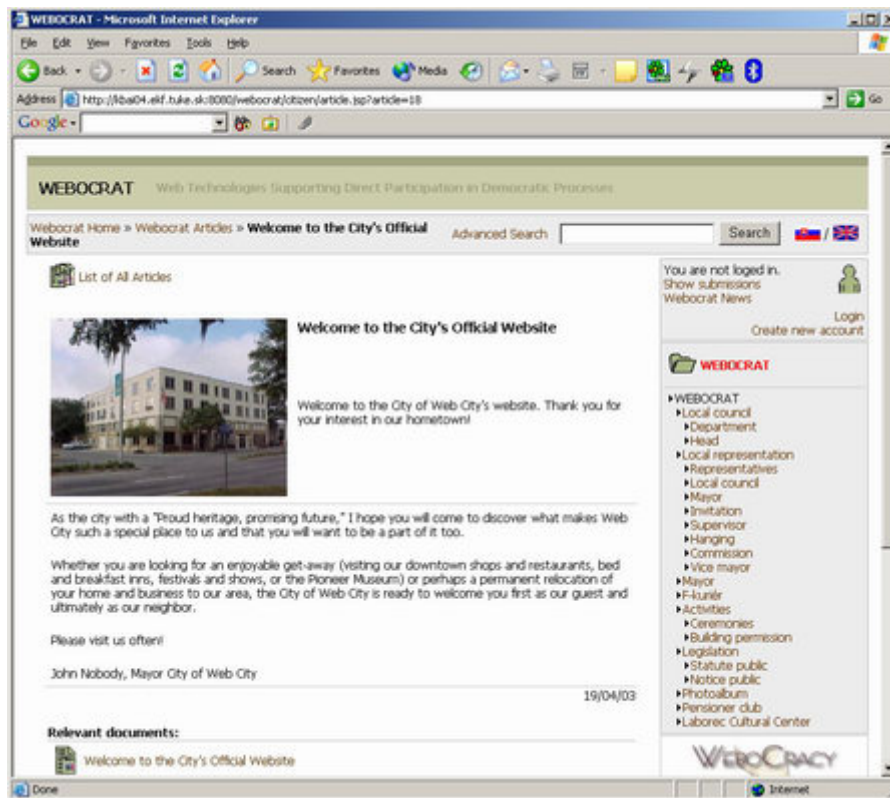 WEBOCRAT - Microsoft Internet Explorer
File Edit View Favorites Tools Help
Back Search Favorites Media
Address http://kbai04.ekf.tuke.sk:8080/webocrat/citizen/article.jsp?article=18 Go
Google
WEBOCRAT Web Technologies Supporting Direct Participation in Democratic Processes
Webocrat Home » Webocrat Articles » Welcome to the City's Official
Website
Advanced Search Search /
List of All Articles
Welcome to the City's Official Website
Welcome to the City of Web City's website. Thank you for
your interest in our hometown!
As the city with a "Proud heritage, promising future," I hope you will come to discover what makes Web
City such a special place to us and that you will want to be a part of it too.
Whether you are looking for an enjoyable get-away (visiting our downtown shops and restaurants, bed
and breakfast inns, festivals and shows, or the Pioneer Museum) or perhaps a permanent relocation of
your home and business to our area, the City of Web City is ready to welcome you first as our guest and
ultimately as our neighbor.
Please visit us often!
John Nobody, Mayor City of Web City
19/04/03
Relevant documents:
Welcome to the City's Official Website
You are not loged in.
Show submissions
Webocrat News
Login
Create new account
WEBOCRAT
WEBOCRAT
Local council
Department
Head
Local representation
Representatives
Local council
Mayor
Invitation
Supervisor
Hanging
Commission
Vice mayor
Mayor
F-kuriér
Activities
Ceremonies
Building permission
Legislation
Statute public
Notice public
Photoalbum
Pensioner club
Laborec Cultural Center
WEBOCRACY
Done Internet